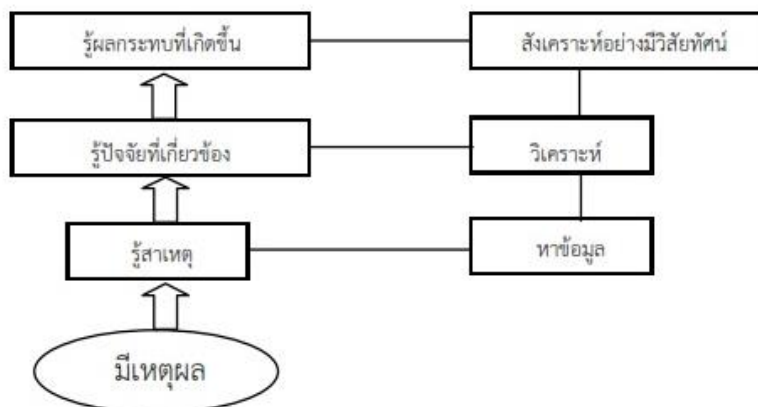 รู้ผลกระทบที่เกิดขึ้น
สังเคราะห์อย่างมีวิสัยทัศน์
รู้ปัจจัยที่เกี่ยวข้อง
วิเคราะห์
รู้สาเหตุ
หาข้อมูล
มีเหตุผล